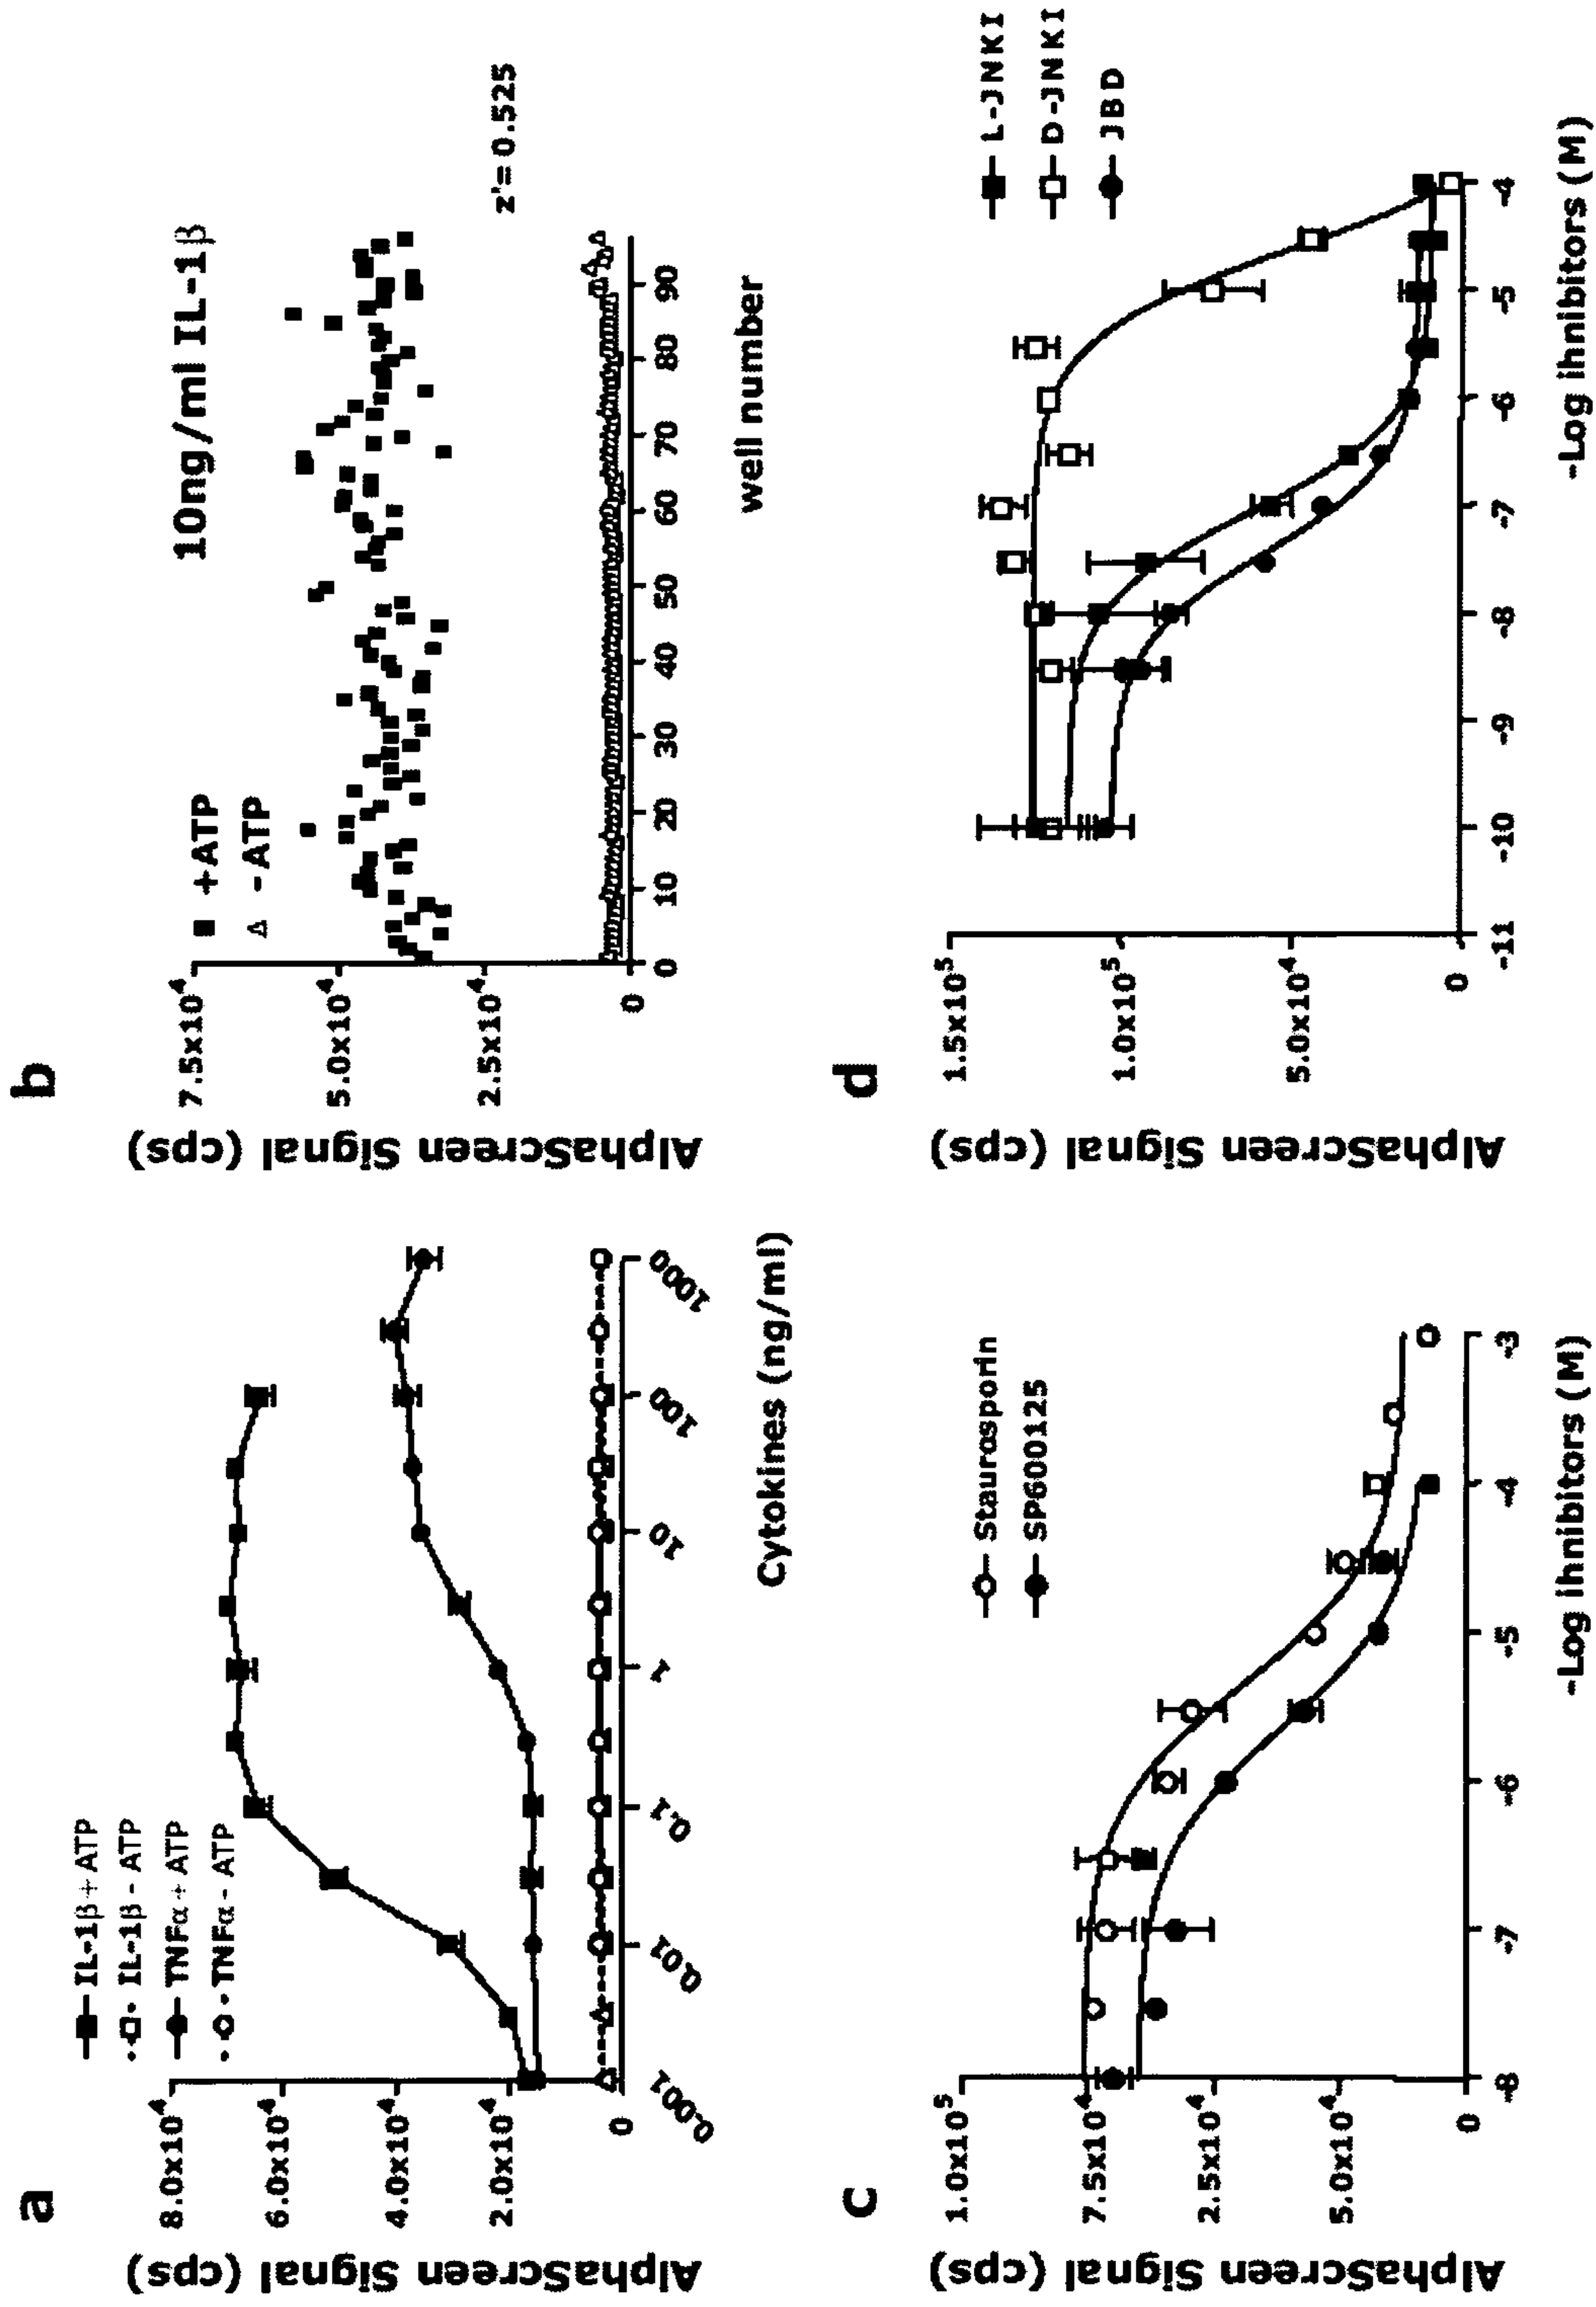 a
AlphaScreen Signal (cps)
8.0x10⁴
6.0x10⁴
4.0x10⁴
2.0x10⁴
0
IL-1β+ATP
IL-1β-ATP
TNFα+ATP
TNFα-ATP
0.001
0.01
0.1
1
10
100
1000
Cytokines (ng/ml)
b
AlphaScreen Signal (cps)
7.5x10⁴
5.0x10⁴
2.5x10⁴
0
+ATP
-ATP
10ng/ml IL-1β
z'=0.525
0
10
20
30
40
50
60
70
80
90
well number
c
AlphaScreen Signal (cps)
1.0x10⁵
7.5x10⁴
2.5x10⁴
5.0x10⁴
0
Staurosporin
SP600125
-8
-7
-6
-5
-4
-3
-Log ihnibitors (M)
d
AlphaScreen Signal (cps)
1.5x10⁵
1.0x10⁵
5.0x10⁴
0
L-JNKI
D-JNKI
JBD
-11
-10
-9
-8
-7
-6
-5
-4
-Log ihnibitors (M)